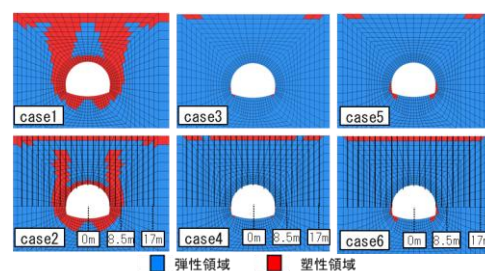 case1
case3
case5
case2
0m
8.5m
17m
case4
0m
8.5m
17m
case6
0m
8.5m
17m
弾性領域
塑性領域